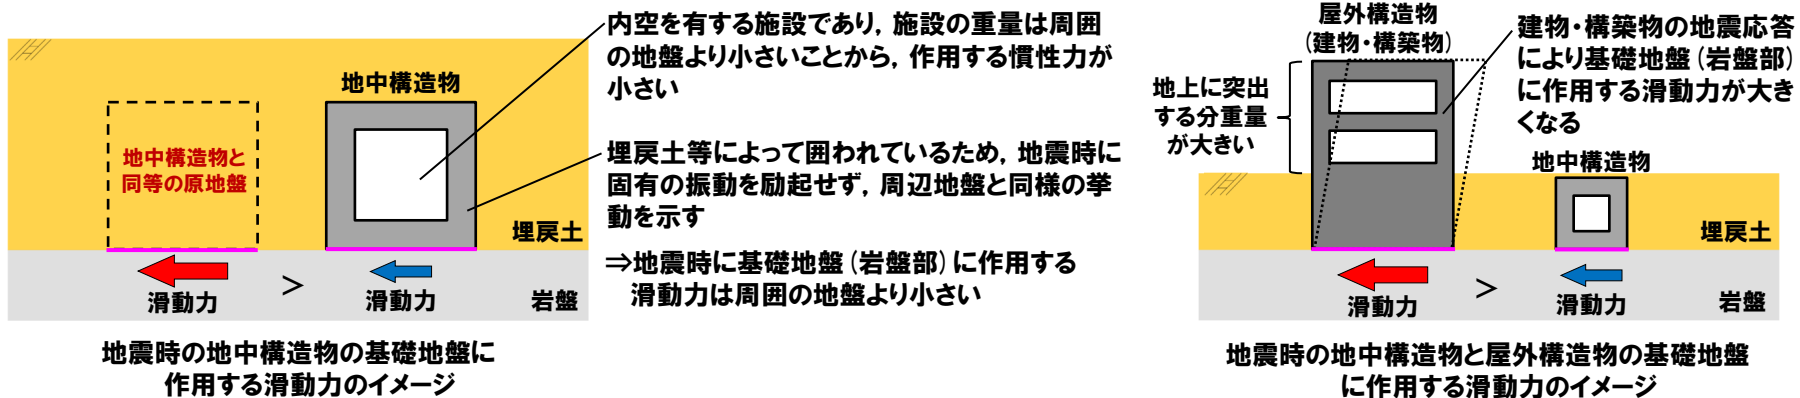 内空を有する施設であり，施設の重量は周囲
の地盤より小さいことから，作用する慣性力が
小さい
地中構造物
地中構造物と
同等の原地盤
埋戻土等によって囲われているため，地震時に
固有の振動を励起せず，周辺地盤と同様の挙
動を示す
埋戻土
⇒地震時に基礎地盤（岩盤部）に作用する
滑動力は周囲の地盤より小さい
滑動力
＞
滑動力
岩盤
地震時の地中構造物の基礎地盤に
作用する滑動力のイメージ
屋外構造物
（建物・構築物）
地上に突出
する分重量
が大きい
建物・構築物の地震応答
により基礎地盤（岩盤部）
に作用する滑動力が大き
くなる
地中構造物
埋戻土
滑動力
＞
滑動力
岩盤
地震時の地中構造物と屋外構造物の基礎地盤
に作用する滑動力のイメージ